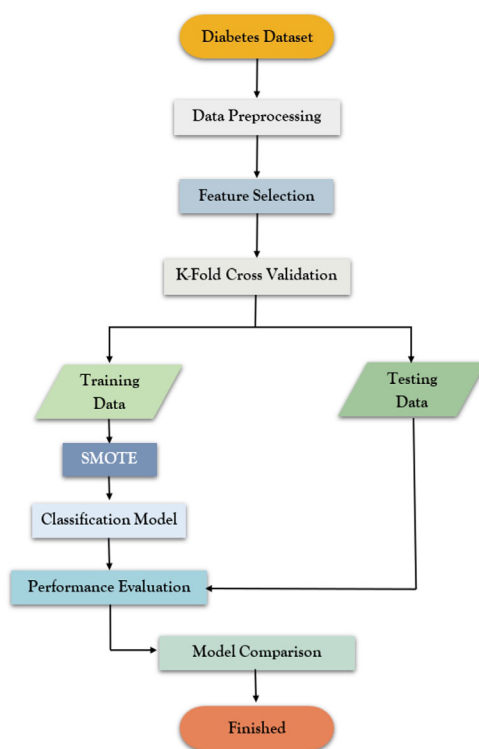 Diabetes Dataset
Data Preprocessing
Feature Selection
K-Fold Cross Validation
Training
Data
Testing
Data
SMOTE
Classification Model
Performance Evaluation
Model Comparison
Finished